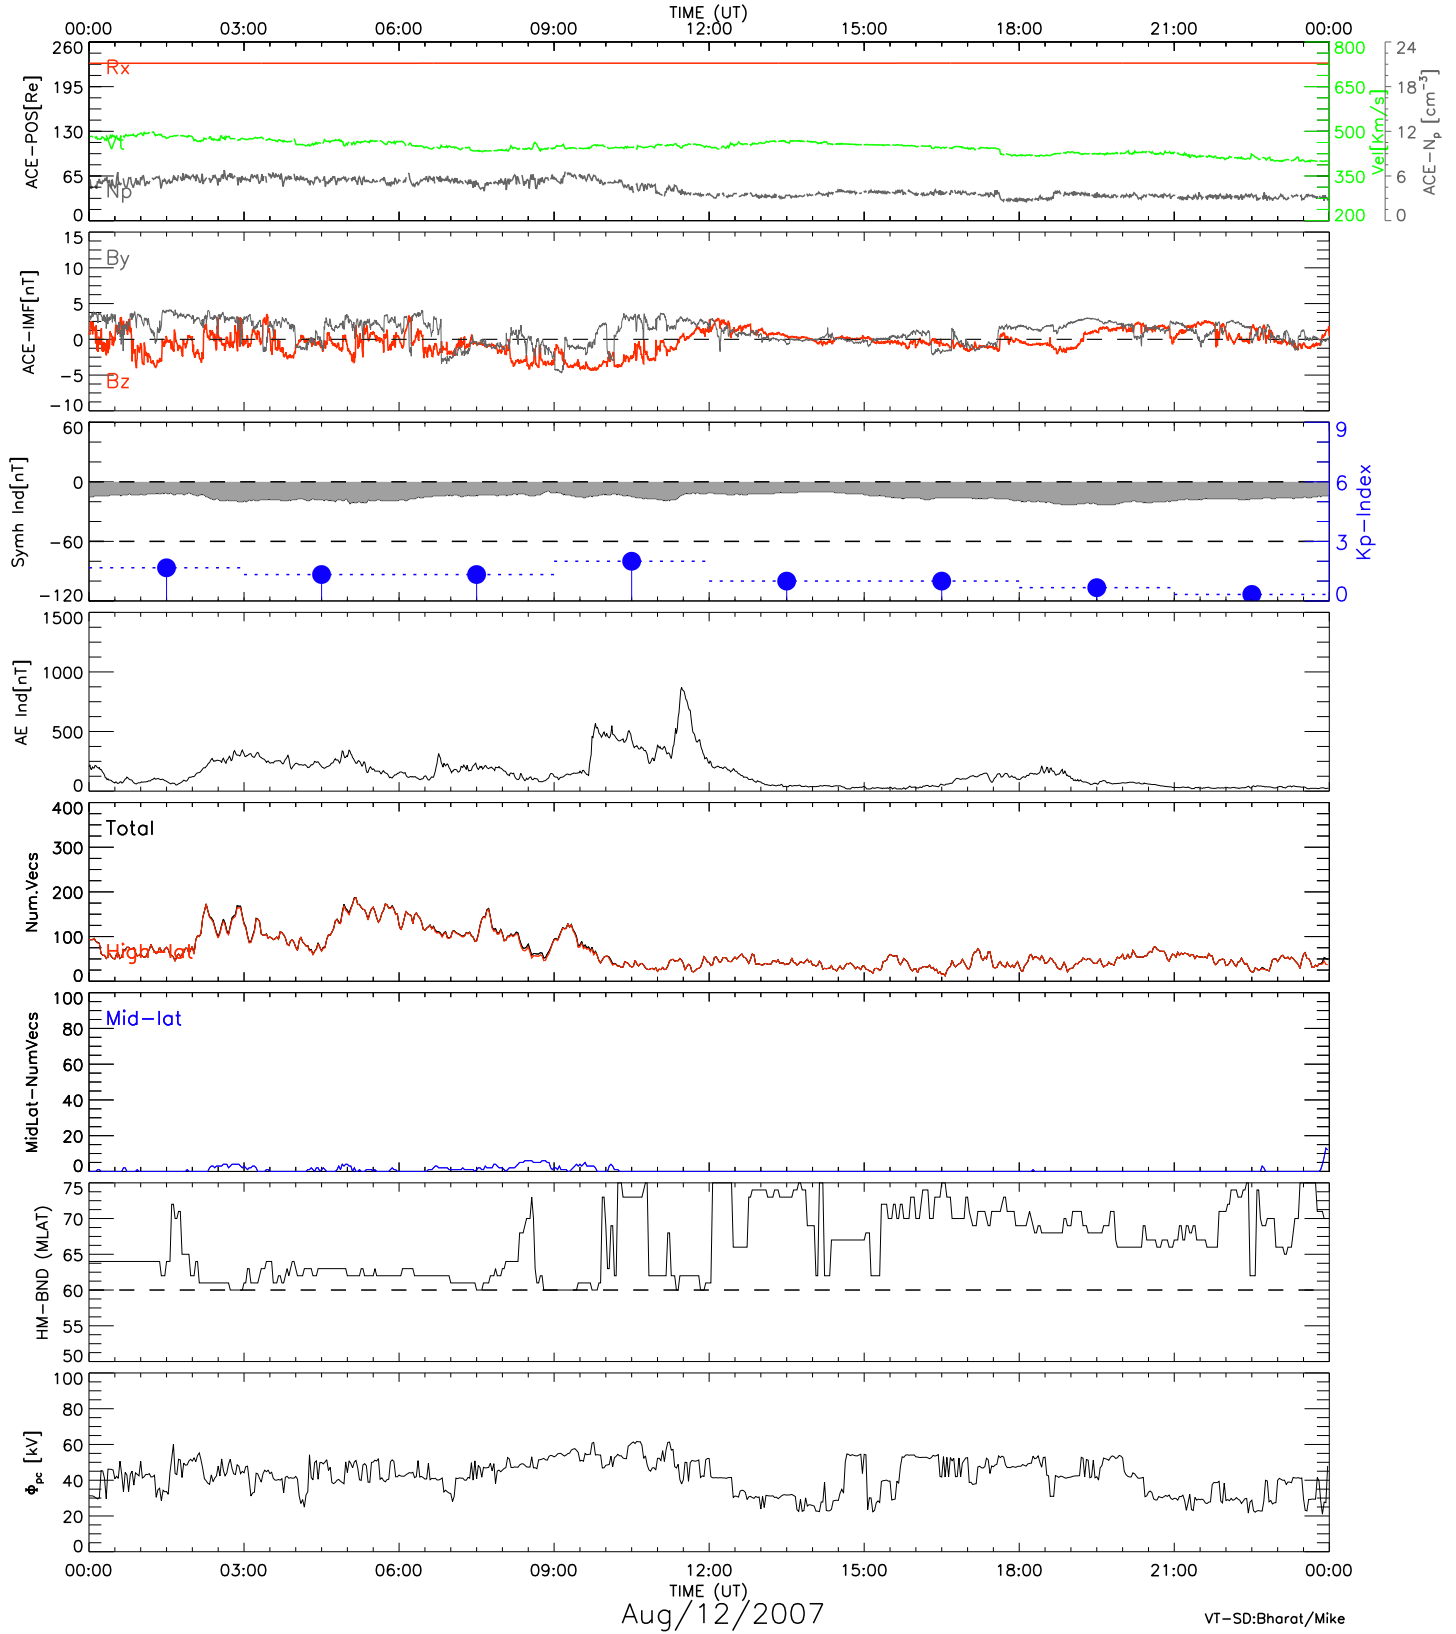 TIME (UT)
00:00 03:00 06:00 09:00 12:00 15:00 18:00 21:00 00:00
260 195 130 65 0
ACE-POS[Re]
Rx
Np
800 650 500 350 200
Vel[Km/s]
24 18 12 6 0
ACE-Np [cm-3]
15 10 5 0 -5 -10
ACE-IMF[nT]
By
Bz
60 0 -60 -120
Symh Ind[nT]
9 6 3 0
Kp-Index
1500 1000 500 0
AE Ind[nT]
400 300 200 100 0
Num.Vecs
Total
High-lat
100 80 60 40 20 0
MidLat-NumVecs
Mid-lat
75 70 65 60 55 50
HM-BND (MLAT)
100 80 60 40 20 0
Φpc [kV]
00:00 03:00 06:00 09:00 12:00 15:00 18:00 21:00 00:00
TIME (UT)
Aug/12/2007
VT-SD:Bharat/Mike